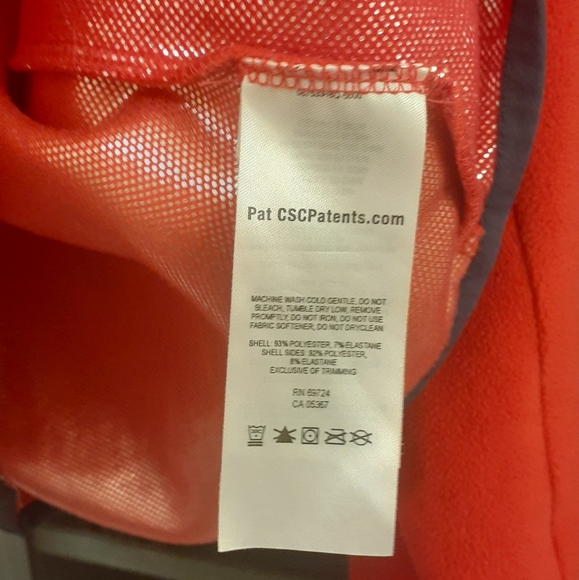 Pat CSCPatents.com
MACHINE WASH COLD GENTLE, DO NOT
BLEACH, TUMBLE DRY LOW, REMOVE
PROMPTLY, DO NOT IRON, DO NOT USE
FABRIC SOFTENER, DO NOT DRYCLEAN
SHELL: 93% POLYESTER, 7% ELASTANE
SHELL SIDES: 92% POLYESTER,
8% ELASTANE
EXCLUSIVE OF TRIMMING
RN 69724
CA 05367
30C